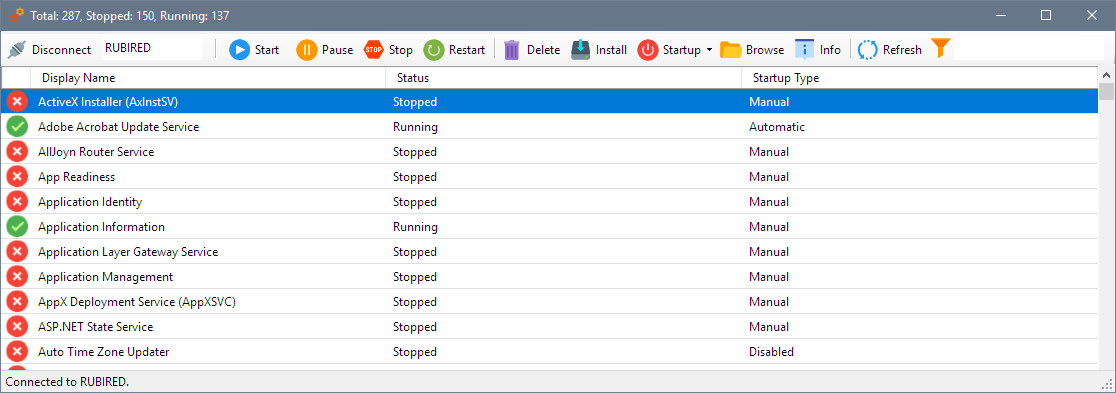 Total: 287, Stopped: 150, Running: 137
Disconnect RUBIRED Start Pause STOP Stop Restart Delete Install Startup Browse Info Refresh
Display Name Status Startup Type
ActiveX Installer (AxInstSV) Stopped Manual
Adobe Acrobat Update Service Running Automatic
AllJoyn Router Service Stopped Manual
App Readiness Stopped Manual
Application Identity Stopped Manual
Application Information Running Manual
Application Layer Gateway Service Stopped Manual
Application Management Stopped Manual
AppX Deployment Service (AppXSVC) Stopped Manual
ASP.NET State Service Stopped Manual
Auto Time Zone Updater Stopped Disabled
Connected to RUBIRED.